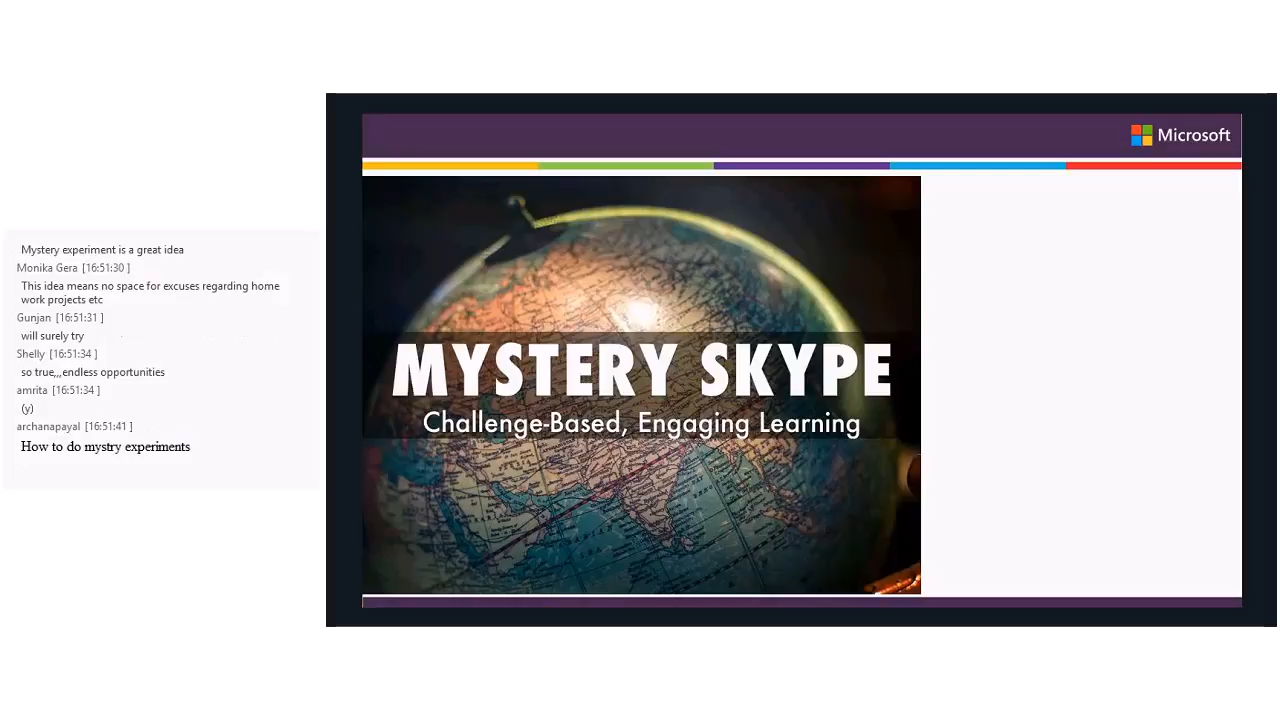 Mystery experiment is a great idea
Monika Gera [16:51:30 ]
This idea means no space for excuses regarding home
work projects etc
Gunjan [16:51:31 ]
will surely try
Shelly [16:51:34 ]
so true,,,endless opportunities
amrita [16:51:34 ]
(y)
archanapayal [16:51:41 ]
How to do mystry experiments
Microsoft
MYSTERY SKYPE
Challenge-Based, Engaging Learning